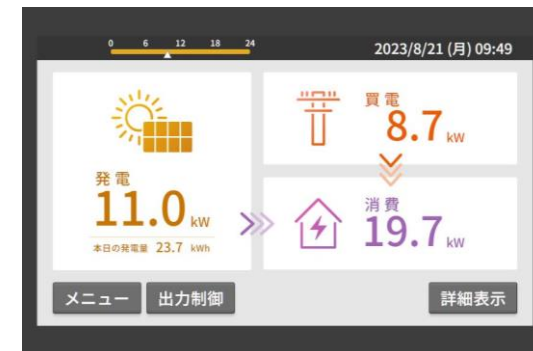 0 6 12 18 24
2023/8/21 (月) 09:49
発電
11.0 kW
本日の発電量 23.7 kWh
買電
8.7 kW
消費
19.7 kW
メニュー 出力制御 詳細表示